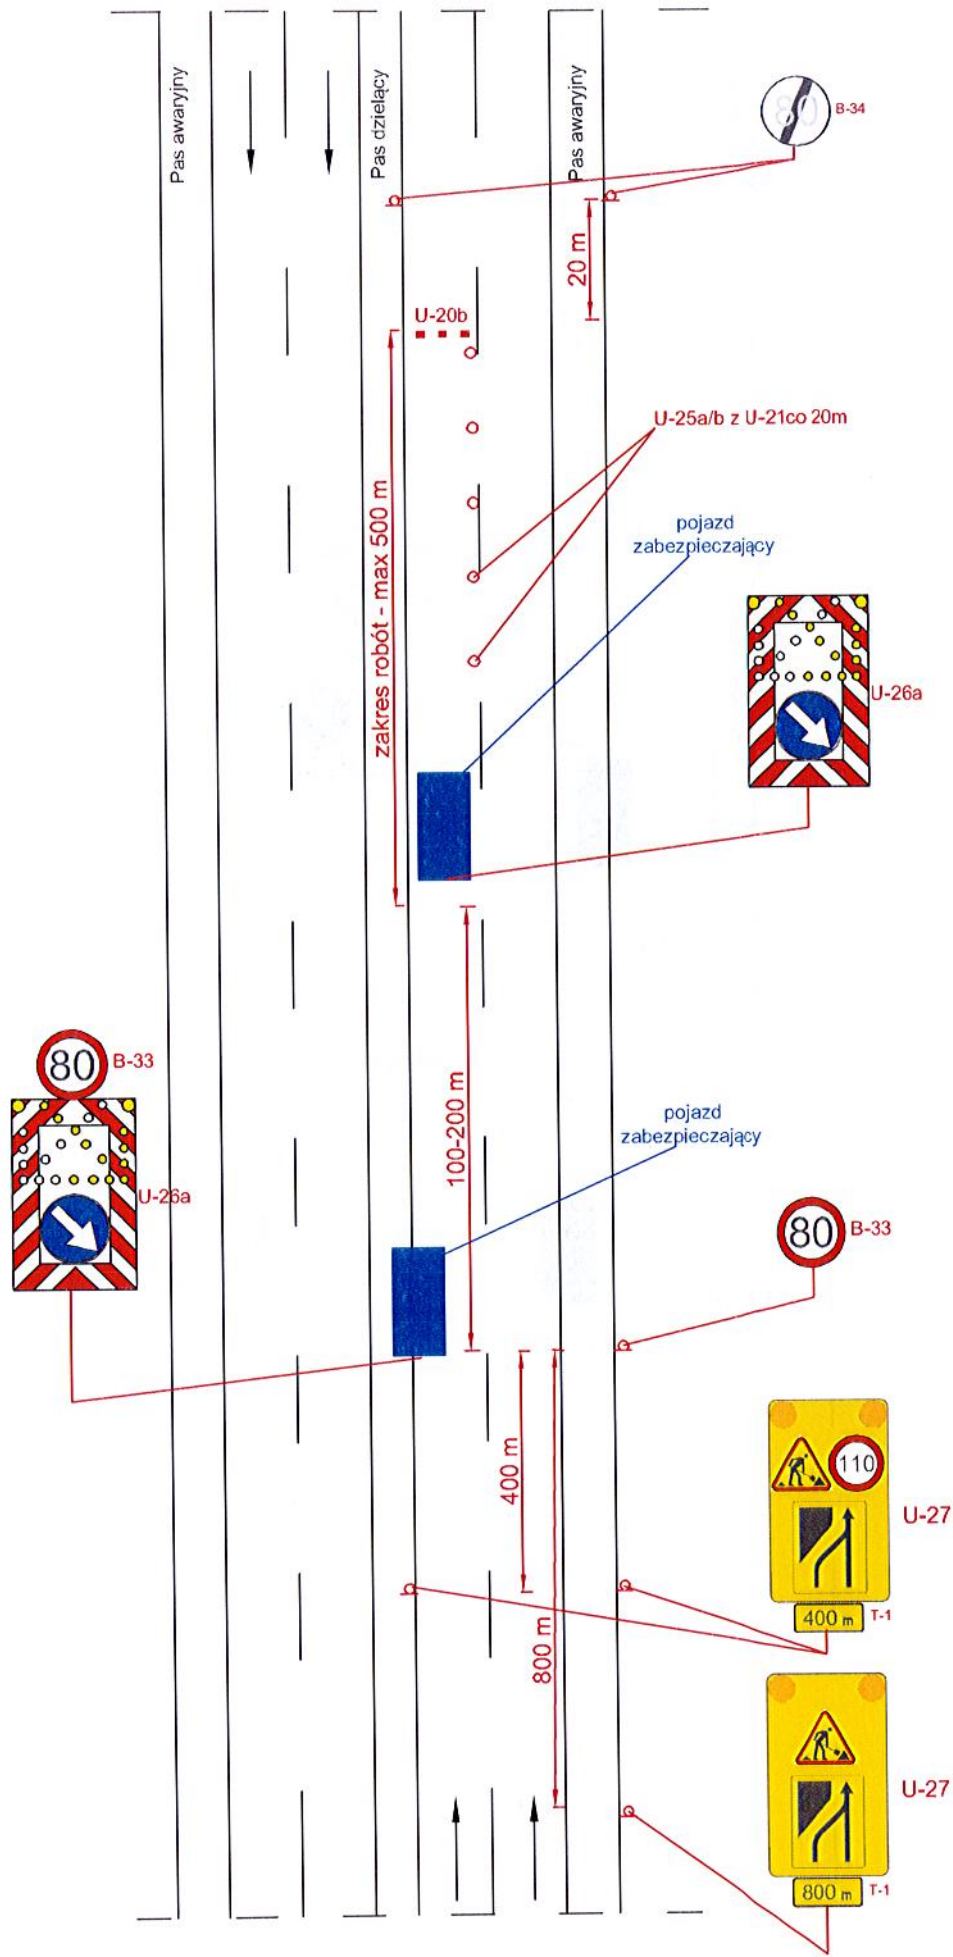 Pas awaryjny
Pas dzielący
Pas awaryjny
80
B-34
20 m
U-20b
U-25a/b z U-21co 20m
zakres robót - max 500 m
pojazd
zabezpieczający
U-26a
80
B-33
U-26a
100-200 m
pojazd
zabezpieczający
80
B-33
400 m
110
U-27
400 m
T-1
800 m
U-27
800 m
T-1